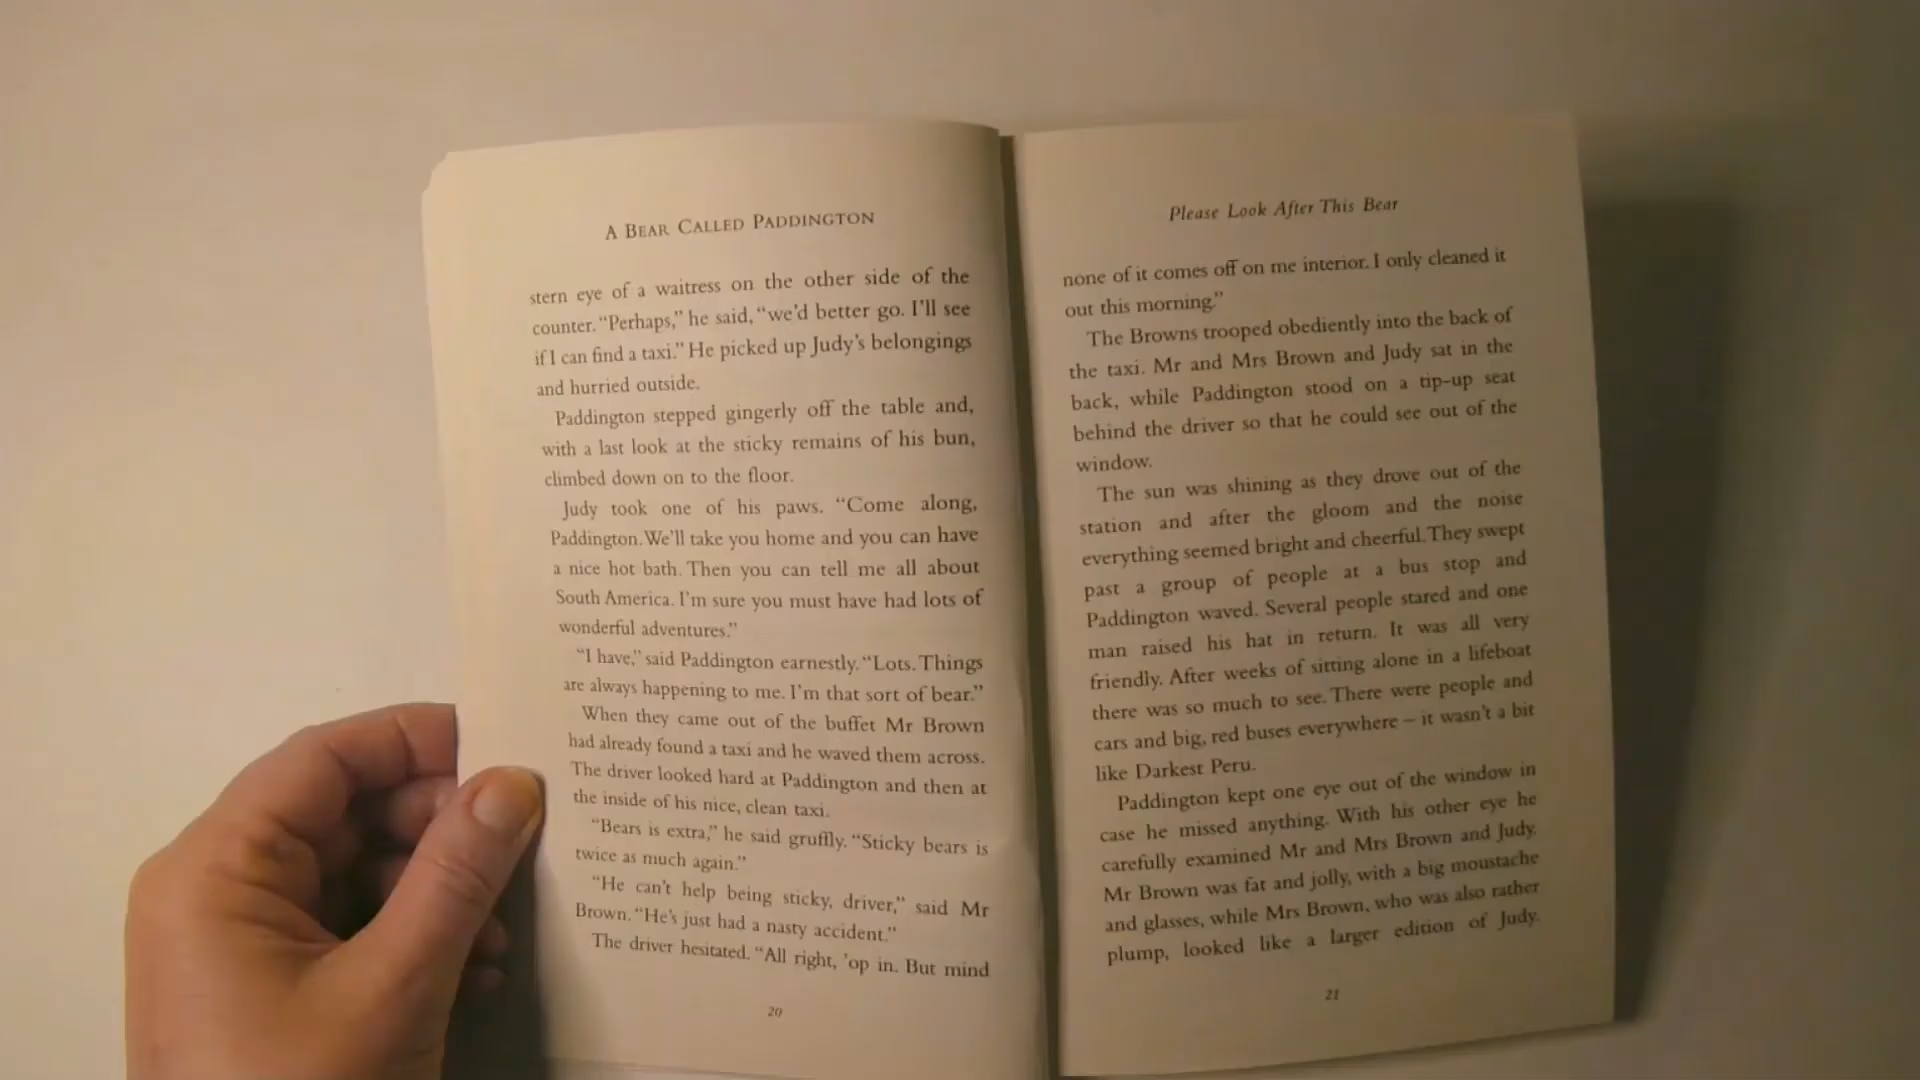 A BEAR CALLED PADDINGTON
stern eye of a waitress on the other side of the
counter. “Perhaps,” he said, “we’d better go. I’ll see
if I can find a taxi.” He picked up Judy’s belongings
and hurried outside.
Paddington stepped gingerly off the table and,
with a last look at the sticky remains of his bun,
climbed down on to the floor.
Judy took one of his paws. “Come along,
Paddington. We’ll take you home and you can have
a nice hot bath. Then you can tell me all about
South America. I’m sure you must have had lots of
wonderful adventures.”
“I have,” said Paddington earnestly. “Lots. Things
are always happening to me. I’m that sort of bear.”
When they came out of the buffet Mr Brown
had already found a taxi and he waved them across.
The driver looked hard at Paddington and then at
the inside of his nice, clean taxi.
“Bears is extra,” he said gruffly. “Sticky bears is
twice as much again.”
“He can’t help being sticky, driver,” said Mr
Brown. “He’s just had a nasty accident.”
The driver hesitated. “All right, ’op in. But mind
20
Please Look After This Bear
none of it comes off on me interior. I only cleaned it
out this morning.”
The Browns trooped obediently into the back of
the taxi. Mr and Mrs Brown and Judy sat in the
back, while Paddington stood on a tip-up seat
behind the driver so that he could see out of the
window.
The sun was shining as they drove out of the
station and after the gloom and the noise
everything seemed bright and cheerful. They swept
past a group of people at a bus stop and
Paddington waved. Several people stared and one
man raised his hat in return. It was all very
friendly. After weeks of sitting alone in a lifeboat
there was so much to see. There were people and
cars and big, red buses everywhere – it wasn’t a bit
like Darkest Peru.
Paddington kept one eye out of the window in
case he missed anything. With his other eye he
carefully examined Mr and Mrs Brown and Judy.
Mr Brown was fat and jolly, with a big moustache
and glasses, while Mrs Brown, who was also rather
plump, looked like a larger edition of Judy.
21